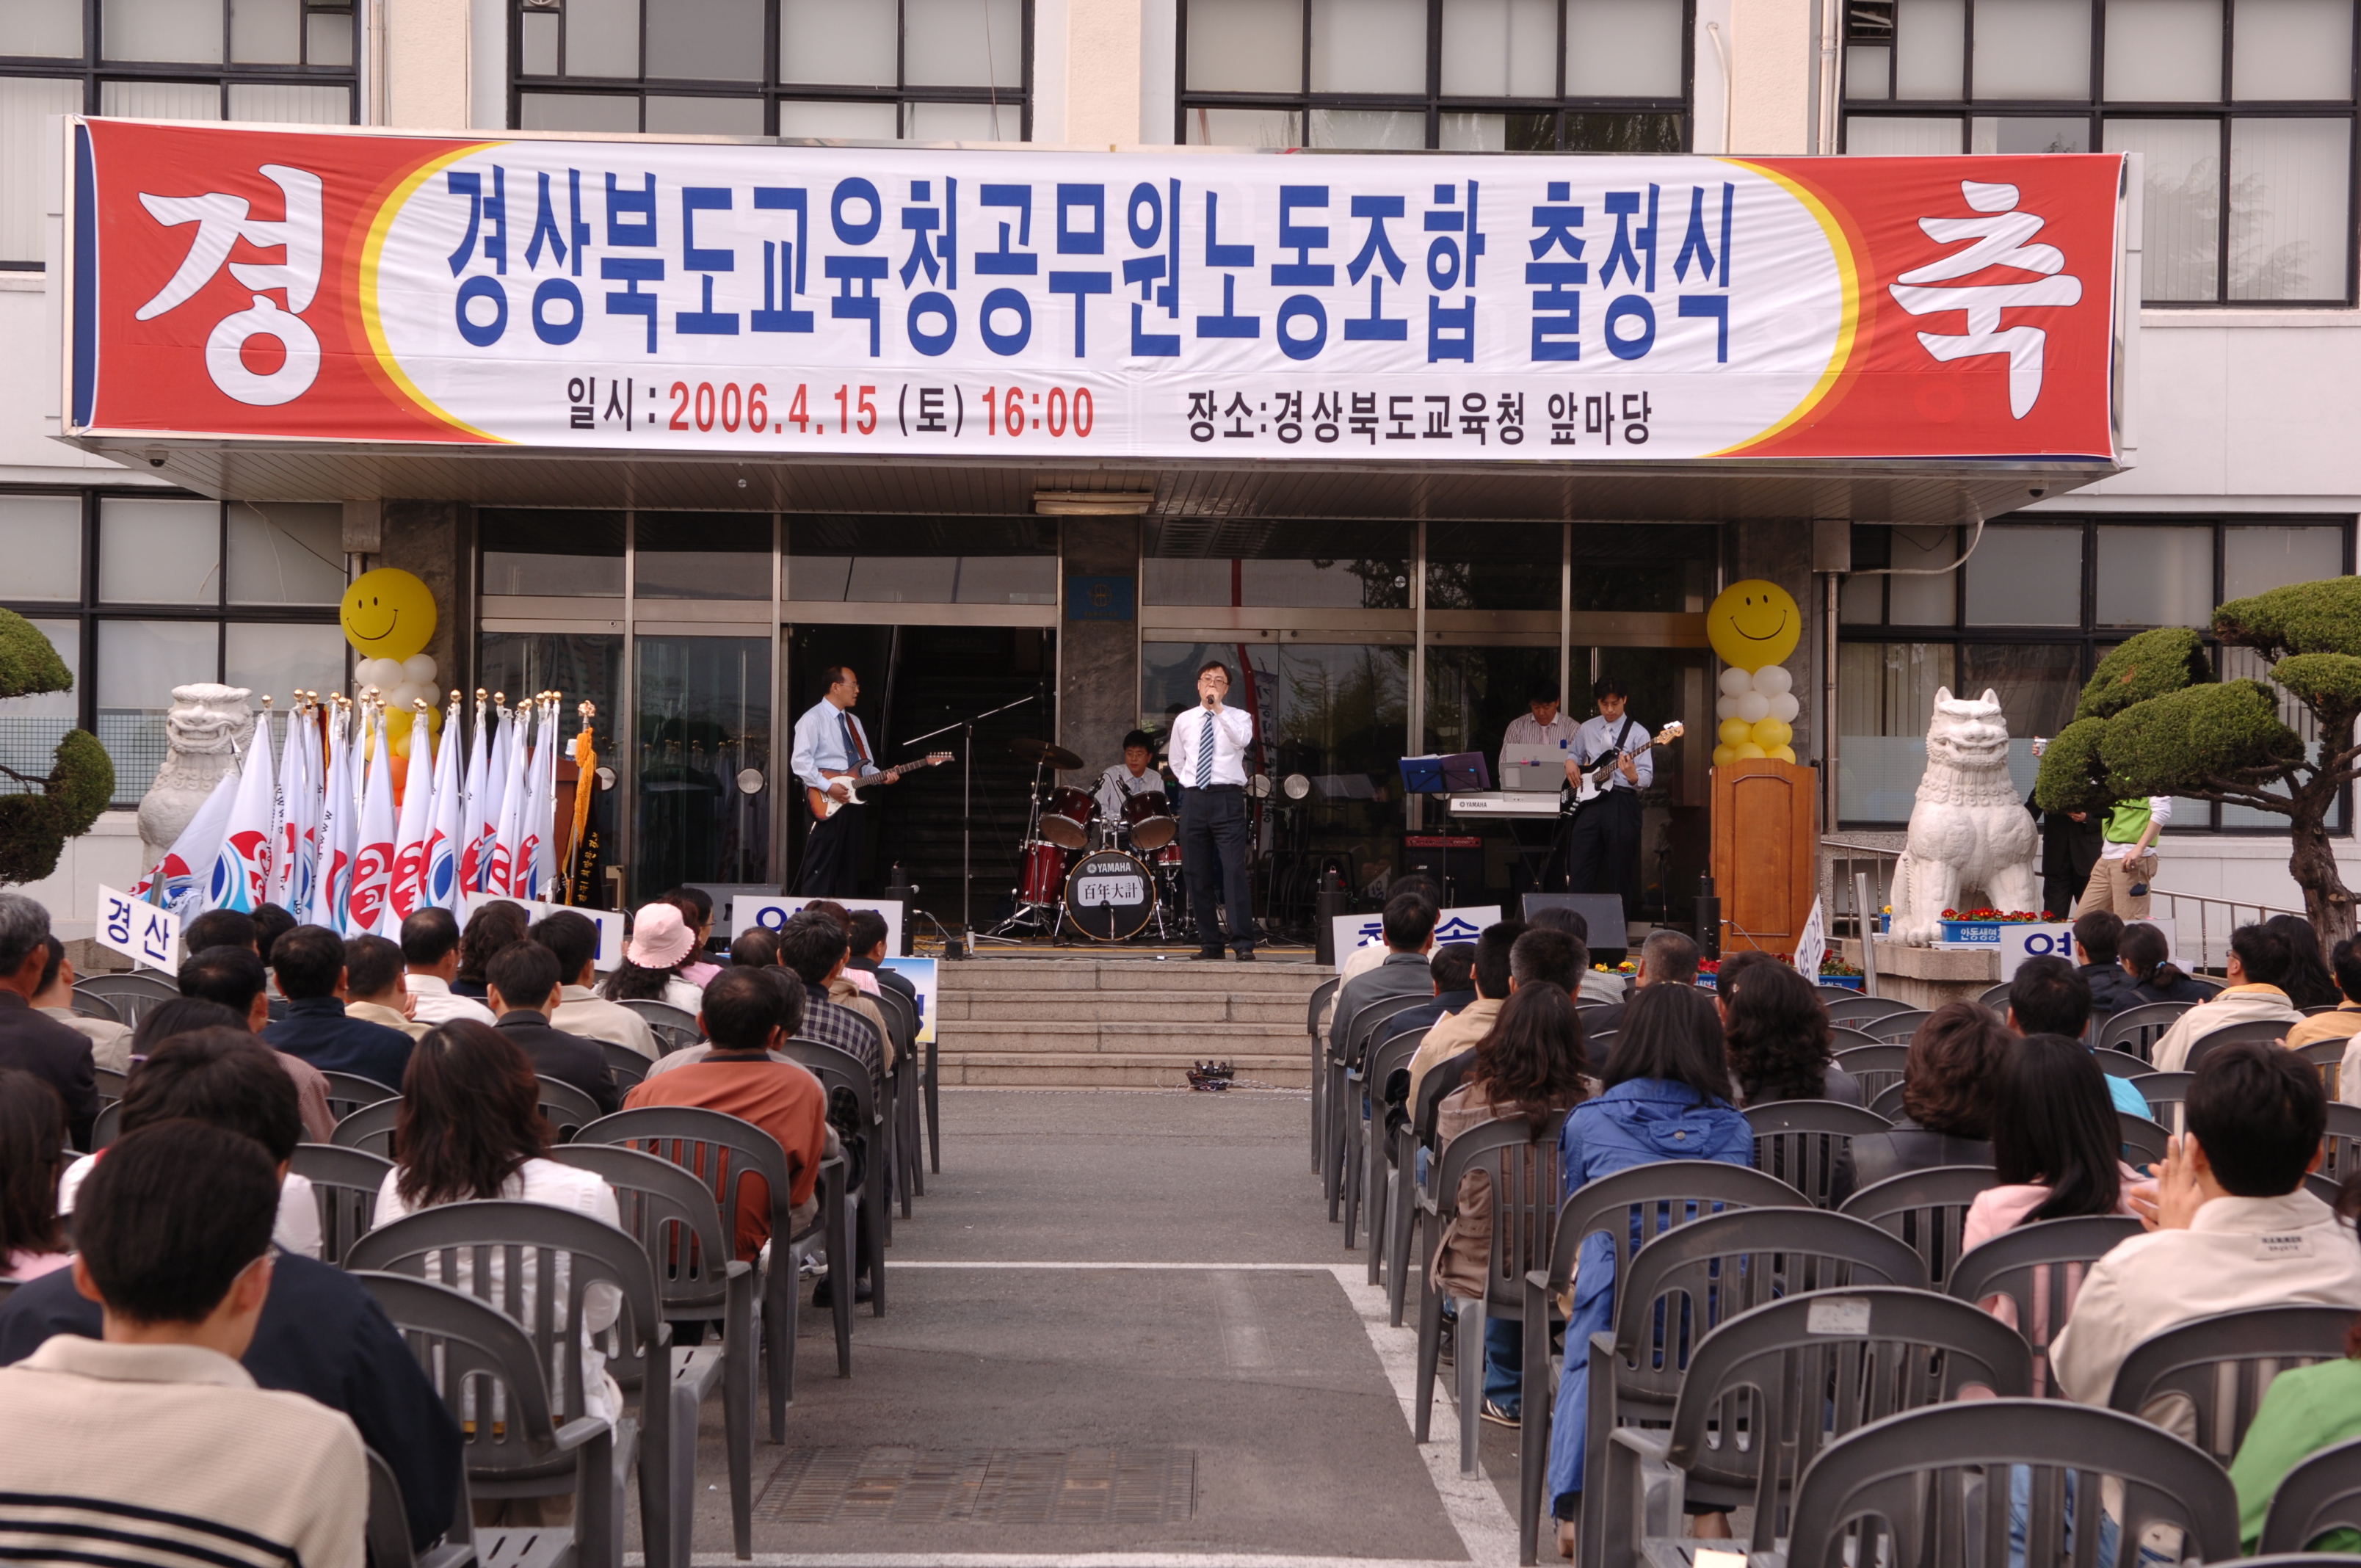 경
경상북도교육청공무원노동조합 출정식
축
일시 : 2006.4.15 (토) 16:00
장소:경상북도교육청 앞마당
YAMAHA
YAMAHA
百年大計
경산